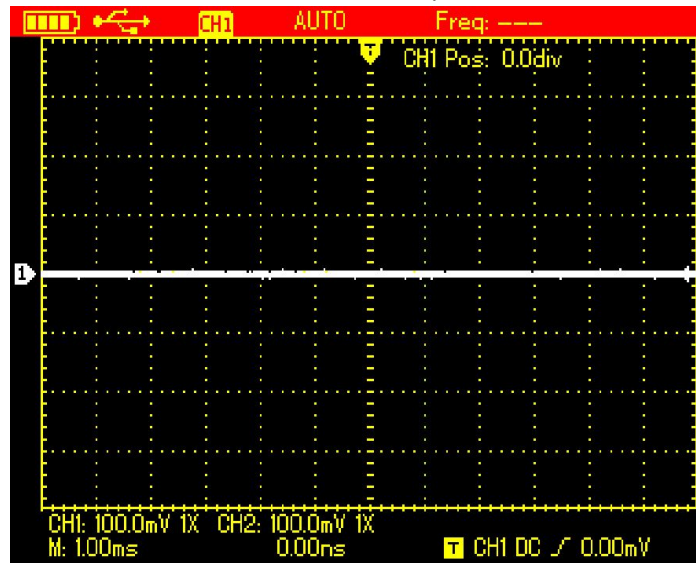 CH1 AUTO Freq: ---
T
CH1 Pos: 0.0div
1
CH1: 100.0mV 1X CH2: 100.0mV 1X
M: 1.00ms 0.00ns T CH1 DC 0.00mV